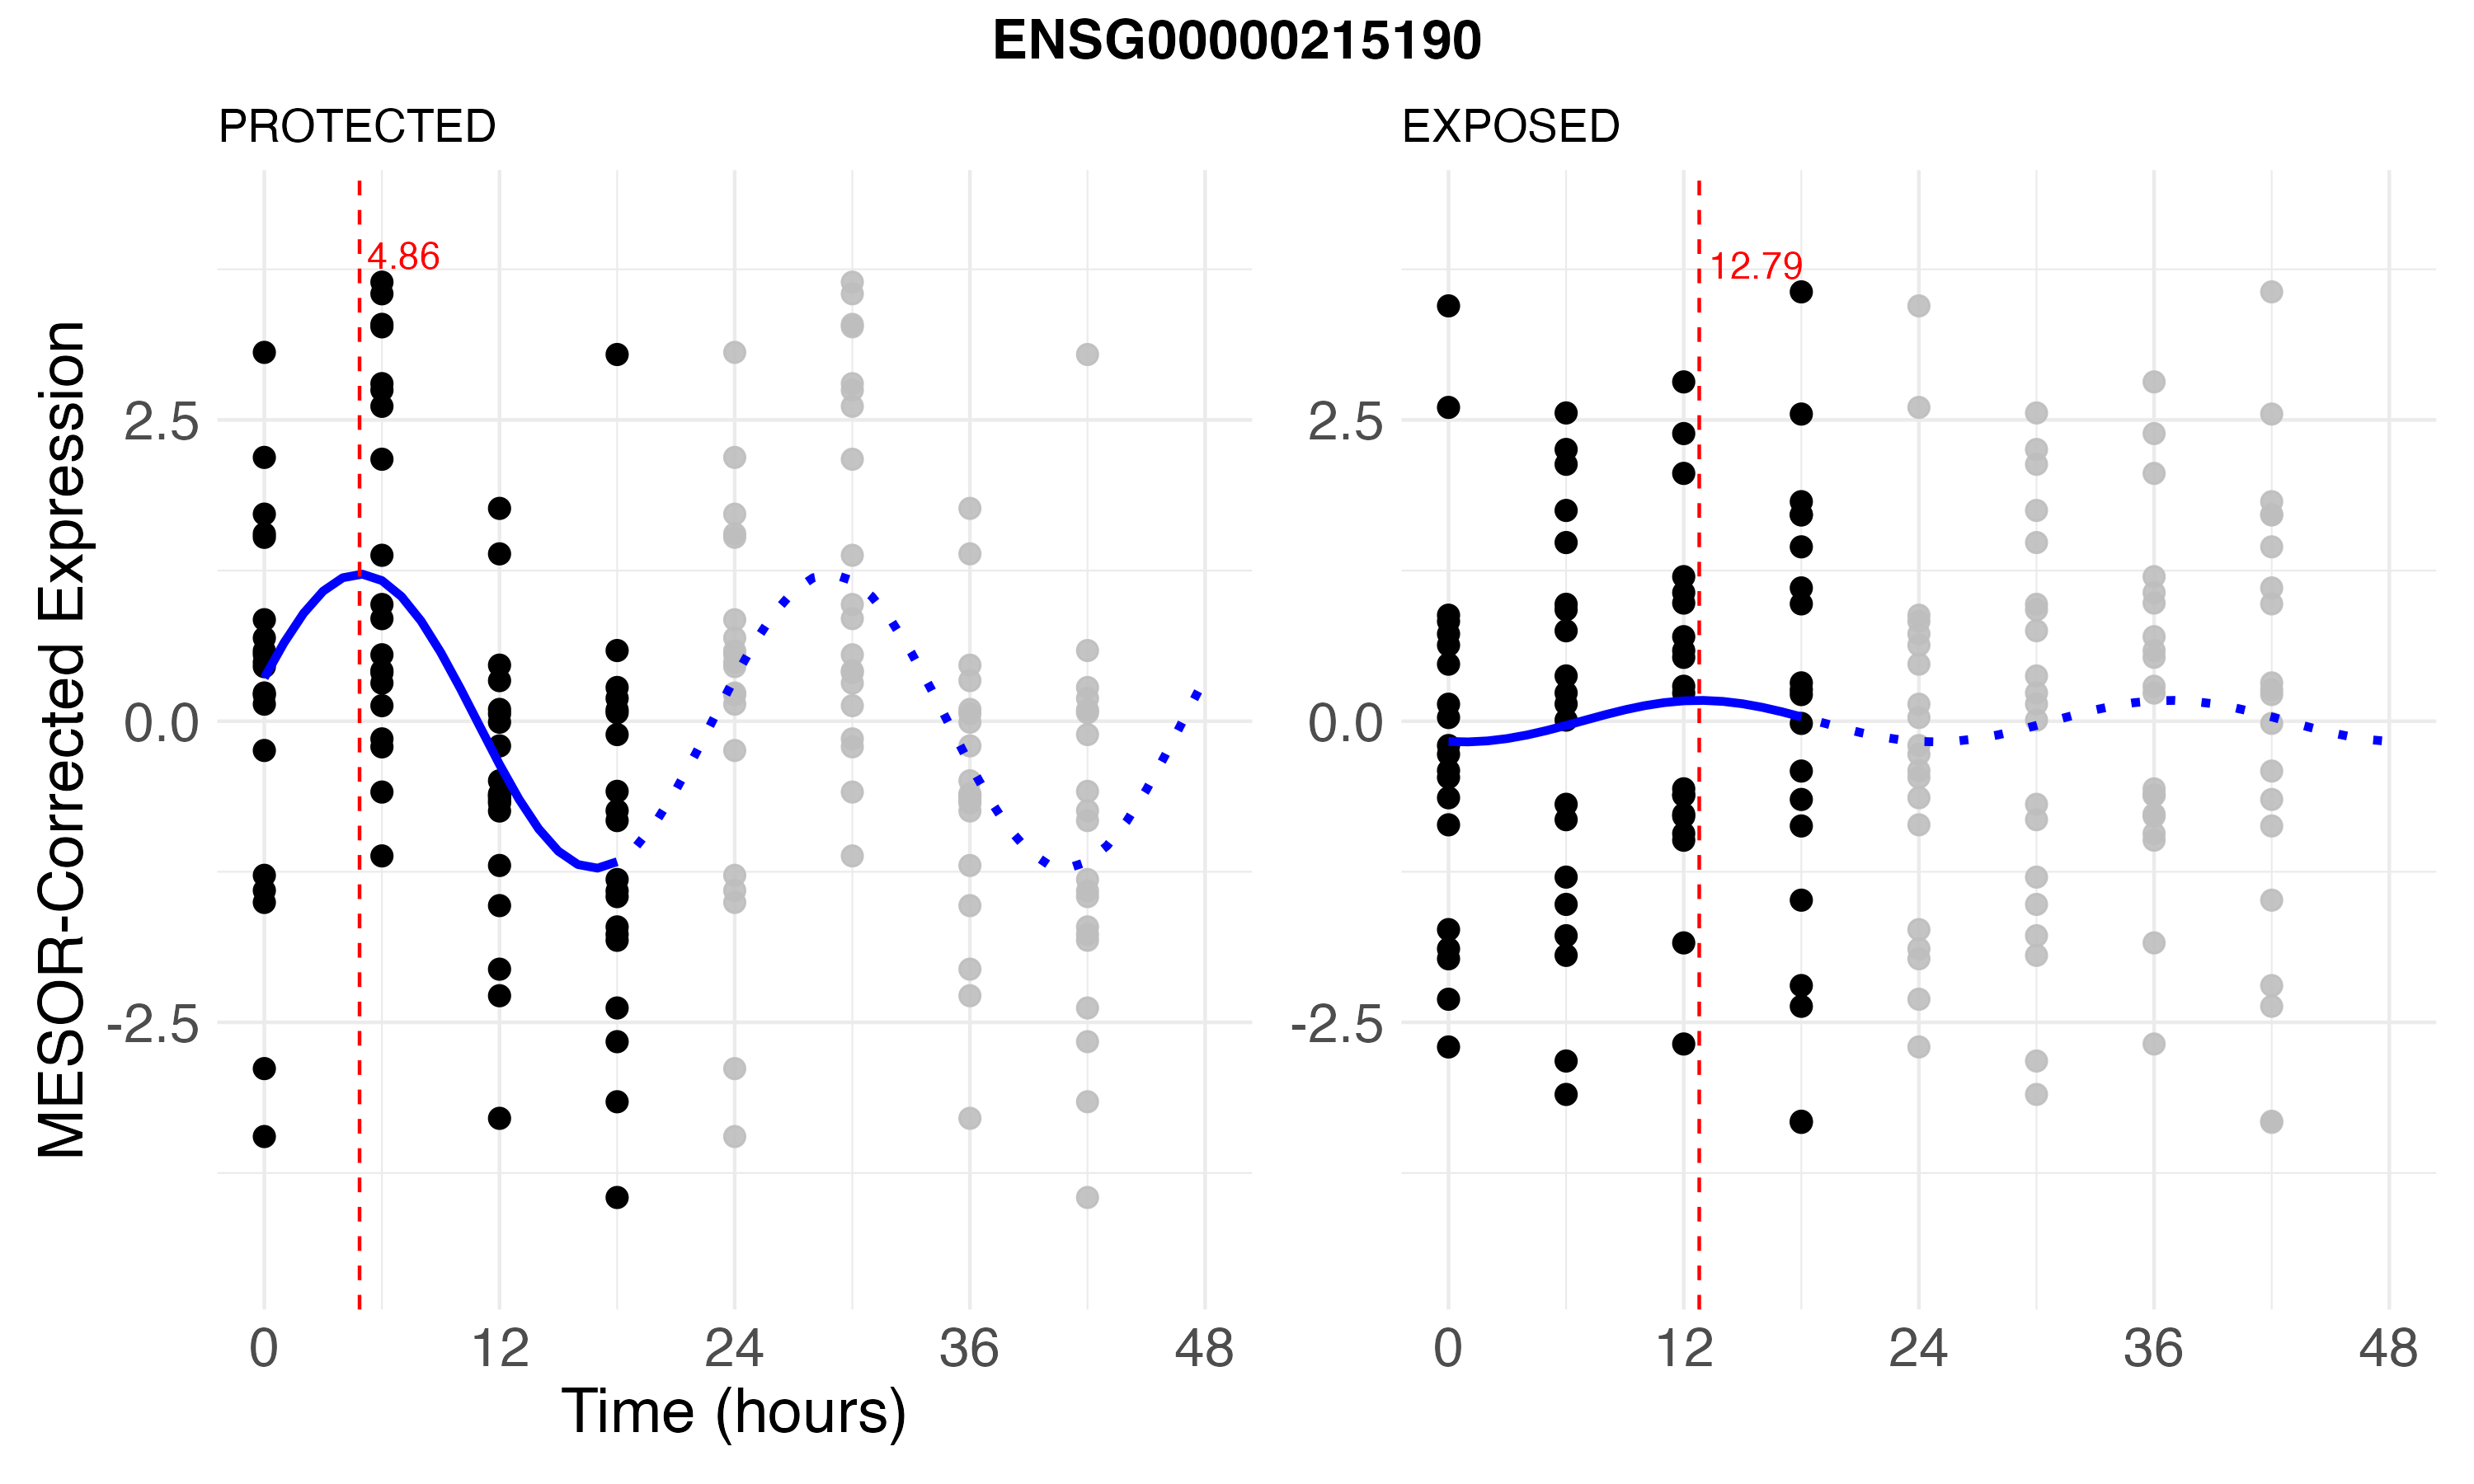 ENSG00000215190
PROTECTED
EXPOSED
MESOR-Corrected Expression
4.86
2.5
0.0
-2.5
0 12 24 36 48
12.79
2.5
0.0
-2.5
0 12 24 36 48
Time (hours)